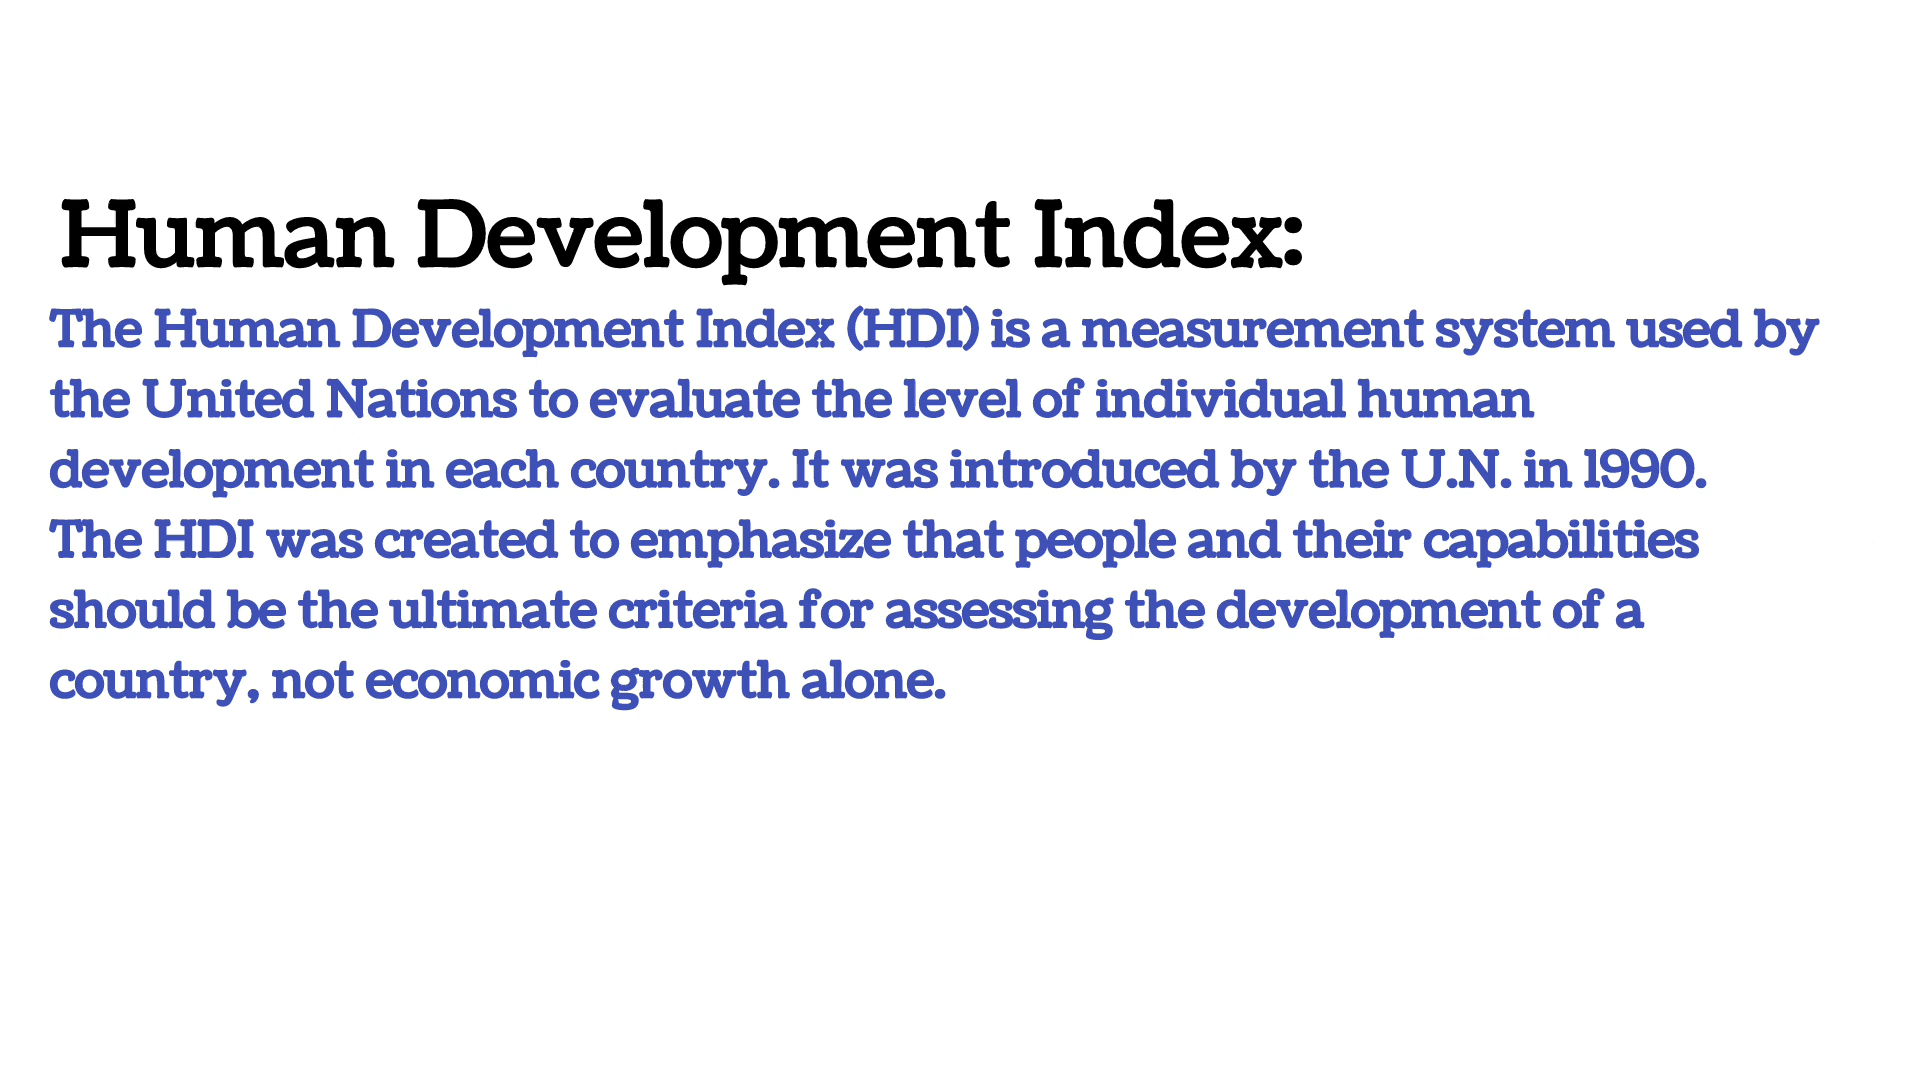 Human Development Index:
The Human Development Index (HDI) is a measurement system used by
the United Nations to evaluate the level of individual human
development in each country. It was introduced by the U.N. in 1990.
The HDI was created to emphasize that people and their capabilities
should be the ultimate criteria for assessing the development of a
country, not economic growth alone.